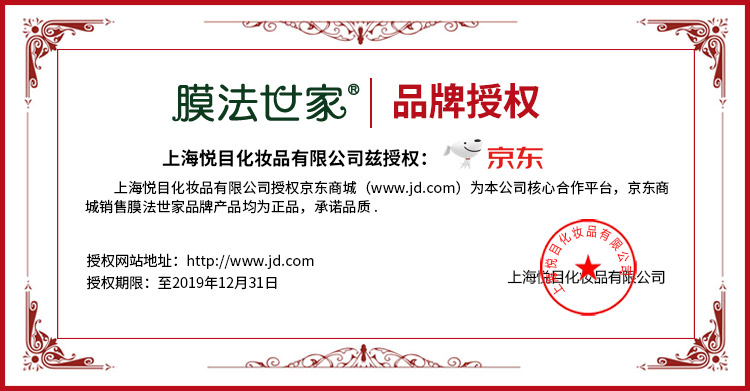 膜法世家® 品牌授权
上海悦目化妆品有限公司兹授权： 京东
上海悦目化妆品有限公司授权京东商城（www.jd.com）为本公司核心合作平台，京东商
城销售膜法世家品牌产品均为正品，承诺品质 .
授权网站地址：http://www.jd.com
授权期限：至2019年12月31日
上海悦目化妆品有限公司
上海悦目化妆品有限公司